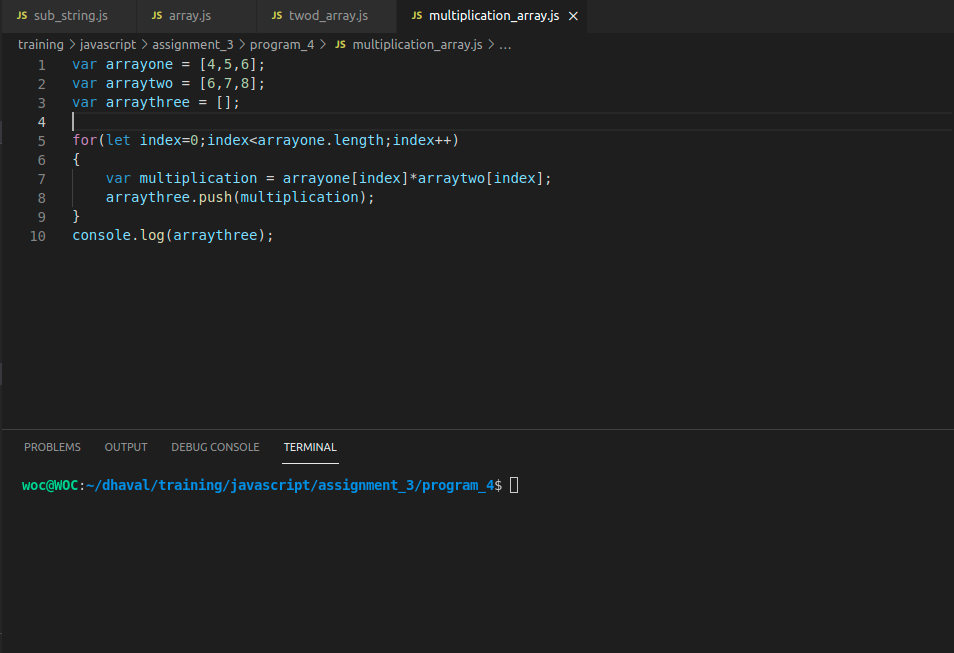 JS sub_string.js JS array.js JS twod_array.js JS multiplication_array.js ×
training > javascript > assignment_3 > program_4 > JS multiplication_array.js > ...
1 var arrayone = [4,5,6];
2 var arraytwo = [6,7,8];
3 var arraythree = [];
4
5 for(let index=0;index<arrayone.length;index++)
6 {
7 var multiplication = arrayone[index]*arraytwo[index];
8 arraythree.push(multiplication);
9 }
10 console.log(arraythree);
PROBLEMS OUTPUT DEBUG CONSOLE TERMINAL
woc@WOC:~/dhaval/training/javascript/assignment_3/program_4$